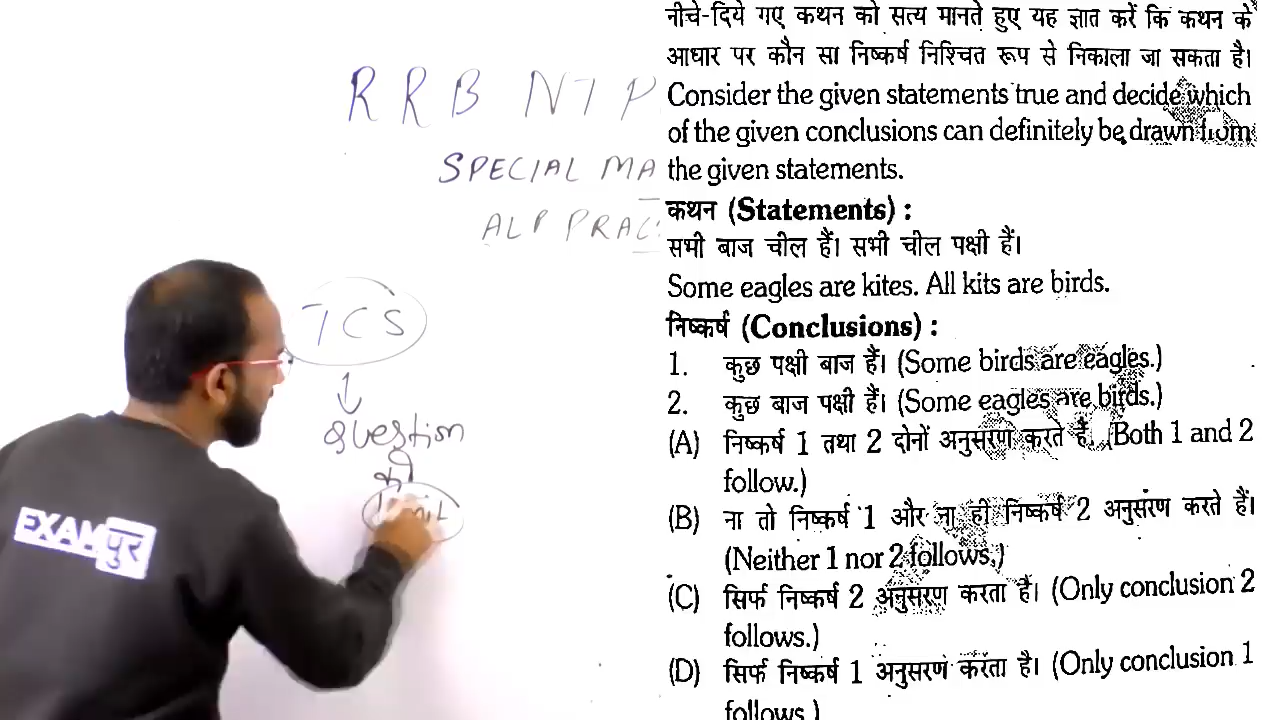 R R B N T P
SPECIAL MA
ALP PRAC
TCS
Question
की
EXAMपुर
नीचे-दिये गए कथन को सत्य मानते हुए यह ज्ञात करें कि कथन के
आधार पर कौन सा निष्कर्ष निश्चित रूप से निकाला जा सकता है।
Consider the given statements true and decide which
of the given conclusions can definitely be drawn from
the given statements.
कथन (Statements) :
सभी बाज चील हैं। सभी चील पक्षी हैं।
Some eagles are kites. All kits are birds.
निष्कर्ष (Conclusions) :
1. कुछ पक्षी बाज हैं। (Some birds are eagles.)
2. कुछ बाज पक्षी हैं। (Some eagles are birds.)
(A) निष्कर्ष 1 तथा 2 दोनों अनुसरण करते हैं. (Both 1 and 2
follow.)
(B) ना तो निष्कर्ष 1 और ना ही निष्कर्ष 2 अनुसरण करते हैं।
(Neither 1 nor 2 follows,)
(C) सिर्फ निष्कर्ष 2 अनुसरण करता है। (Only conclusion 2
follows.)
(D) सिर्फ निष्कर्ष 1 अनुसरण करता है। (Only conclusion 1
follows.)